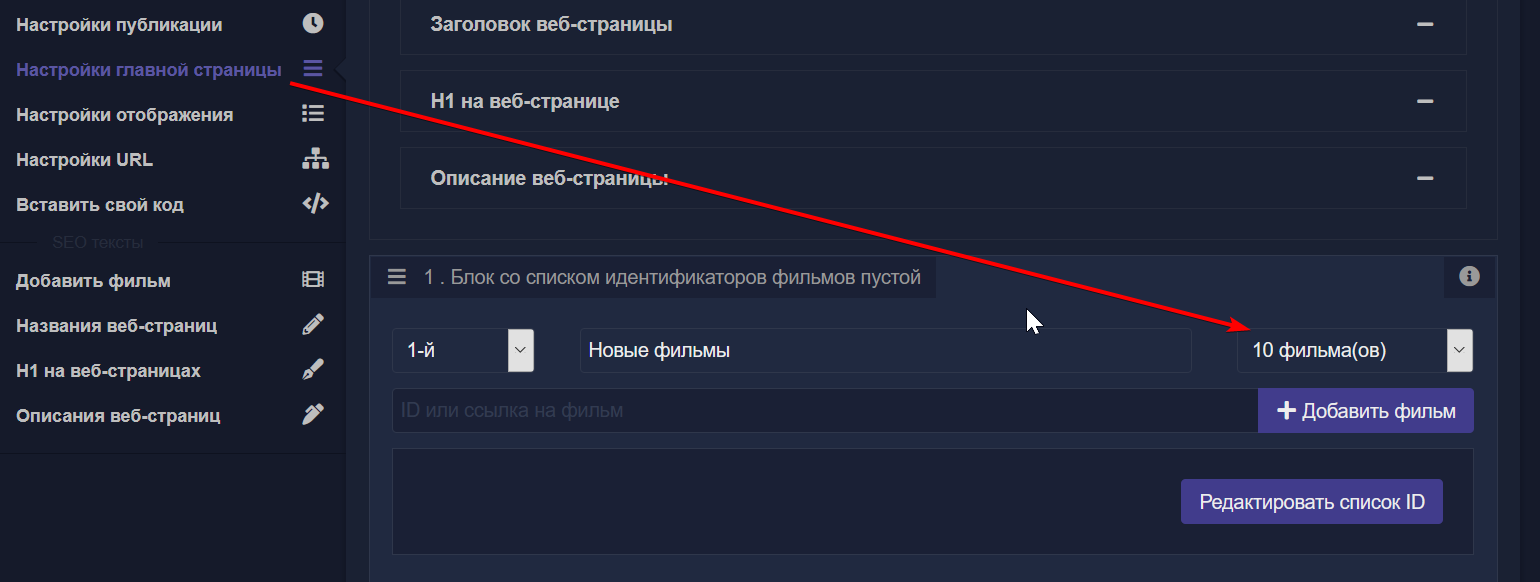 Настройки публикации
Настройки главной страницы
Настройки отображения
Настройки URL
Вставить свой код
SEO тексты
Добавить фильм
Названия веб-страниц
H1 на веб-страницах
Описания веб-страниц
Заголовок веб-страницы
H1 на веб-странице
Описание веб-страницы
1 . Блок со списком идентификаторов фильмов пустой
1-й
Новые фильмы
10 фильма(ов)
ID или ссылка на фильм
Добавить фильм
Редактировать список ID